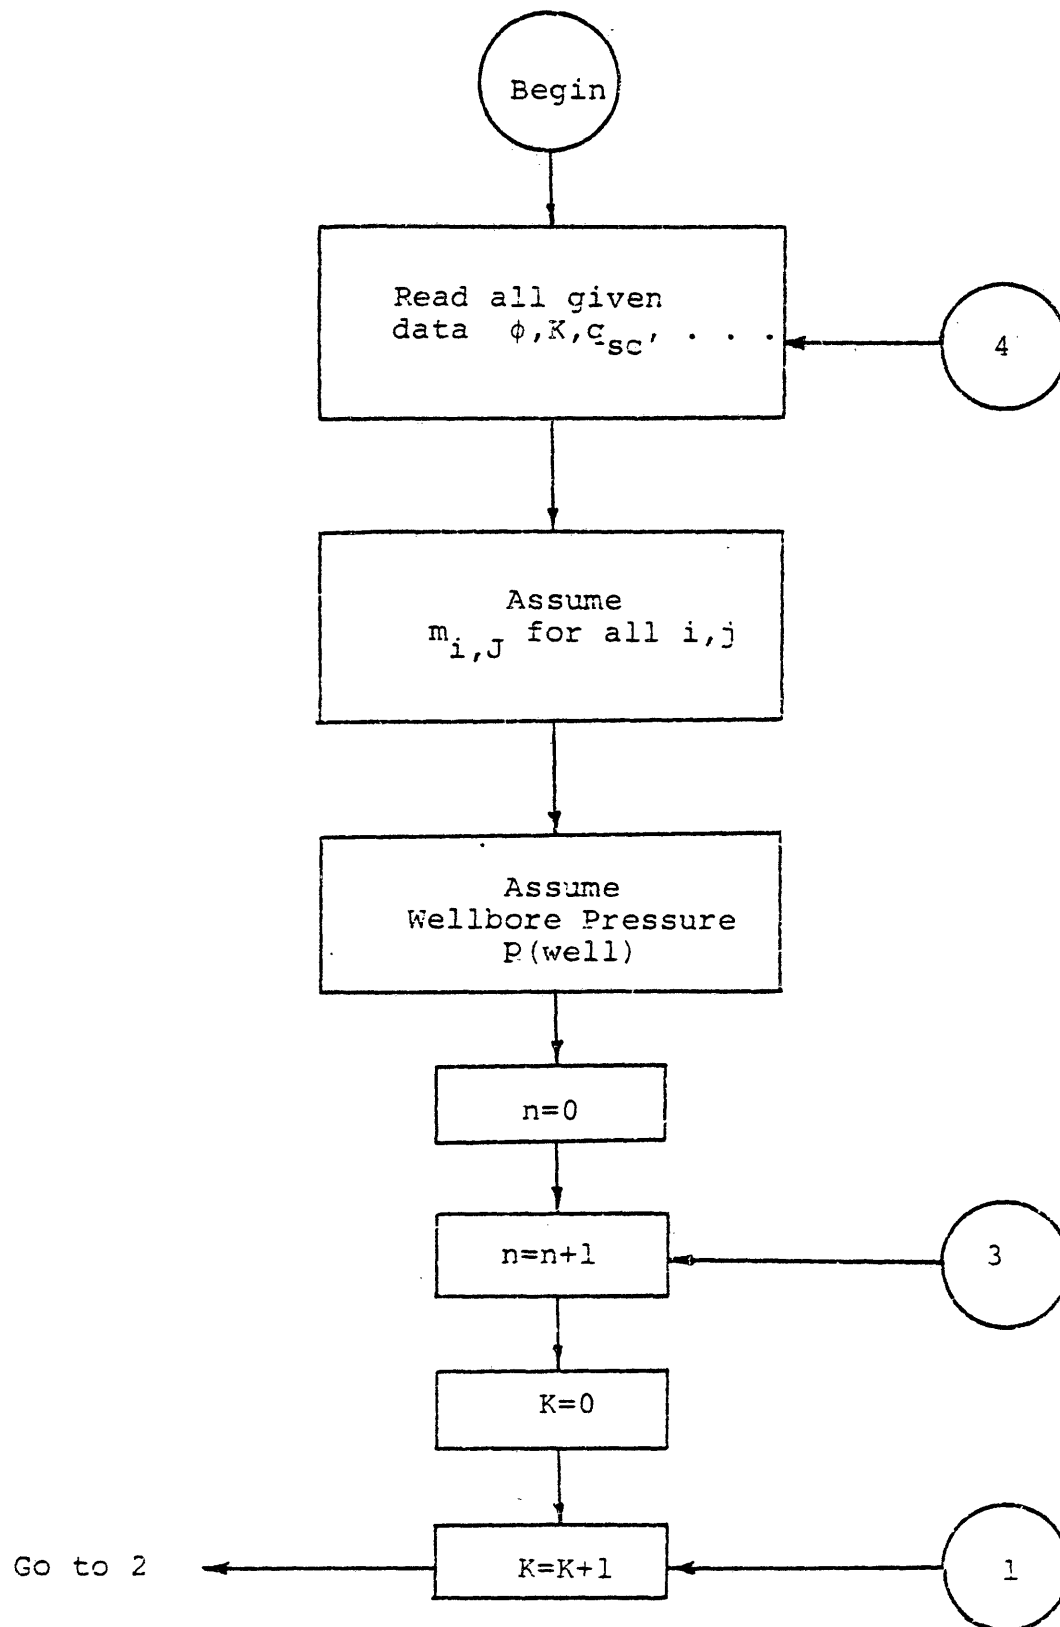 Begin
Read all given
data φ,K,c_sc, . . .
4
Assume
m_i,J for all i,j
Assume
Wellbore Pressure
p(well)
n=0
n=n+1
3
K=0
Go to 2
K=K+1
1